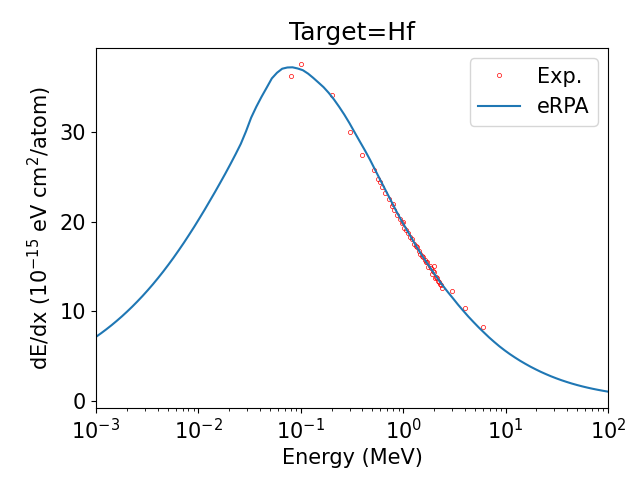 Target=Hf
Exp.
eRPA
dE/dx (10⁻¹⁵ eV cm²/atom)
30
20
10
0
10⁻³ 10⁻² 10⁻¹ 10⁰ 10¹ 10²
Energy (MeV)